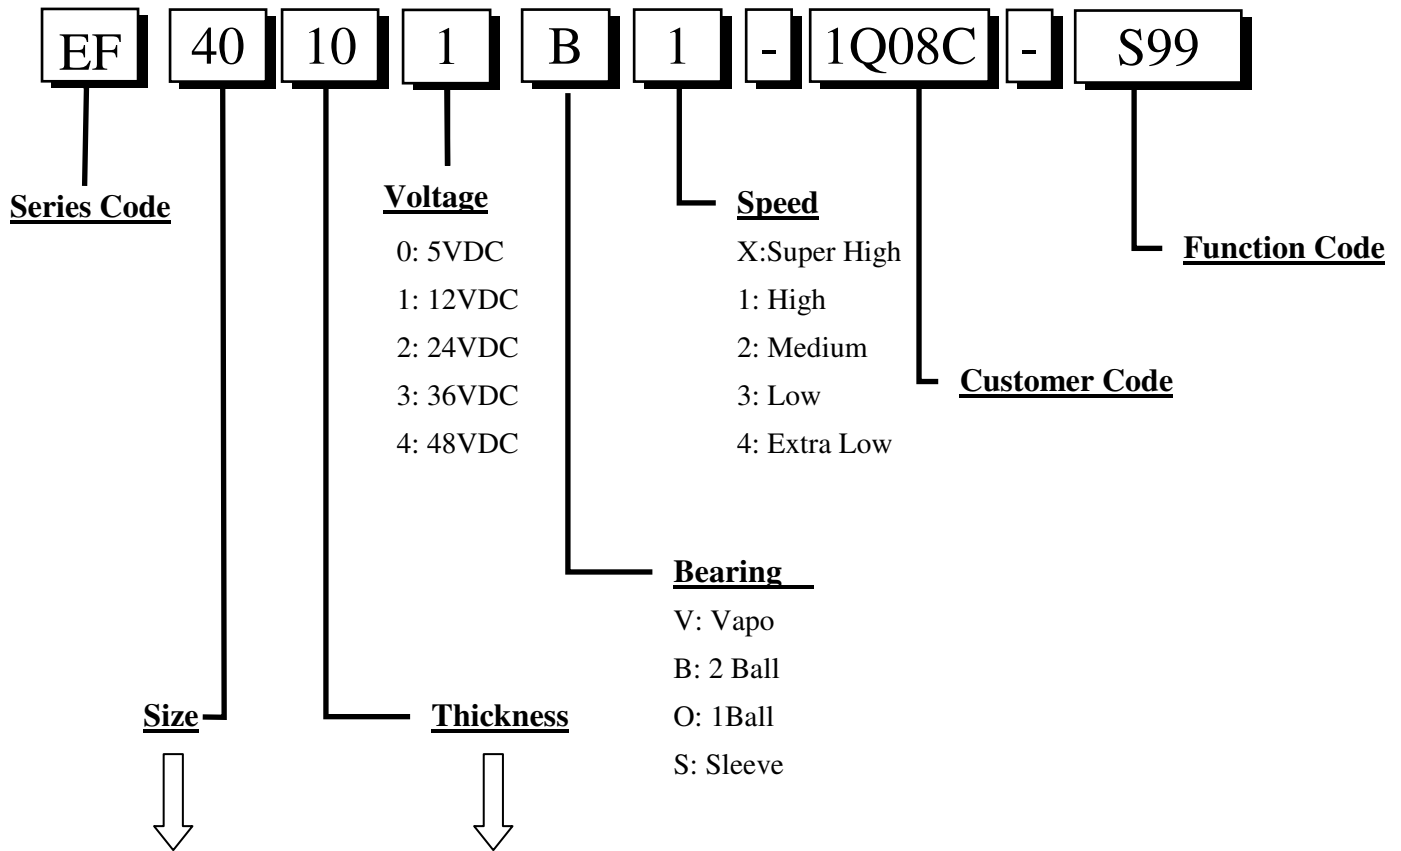 EF 40 10 1 B 1 - 1Q08C - S99
Series Code
Voltage
0: 5VDC
1: 12VDC
2: 24VDC
3: 36VDC
4: 48VDC
Speed
X:Super High
1: High
2: Medium
3: Low
4: Extra Low
Function Code
Customer Code
Bearing
V: Vapo
B: 2 Ball
O: 1Ball
S: Sleeve
Size
Thickness